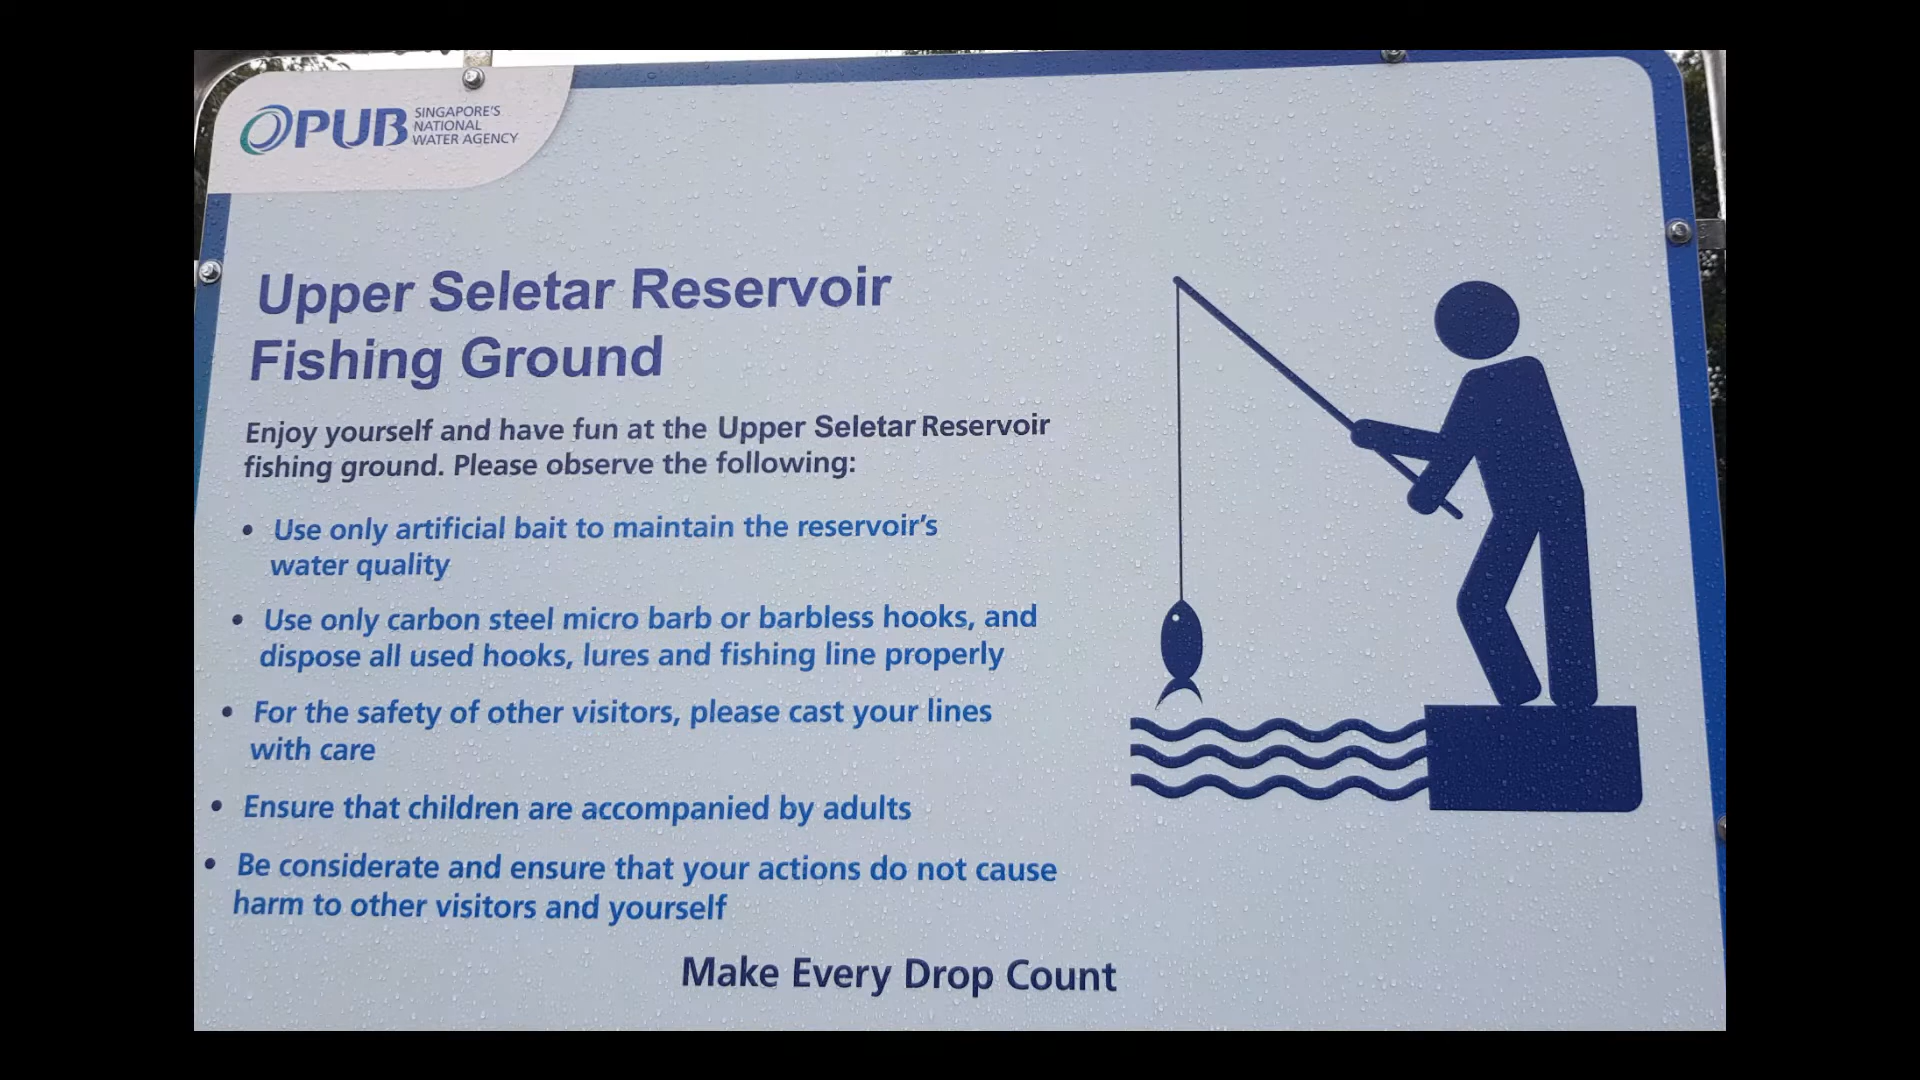 PUB
SINGAPORE'S
NATIONAL
WATER AGENCY
Upper Seletar Reservoir
Fishing Ground
Enjoy yourself and have fun at the Upper Seletar Reservoir
fishing ground. Please observe the following:
• Use only artificial bait to maintain the reservoir's
water quality
• Use only carbon steel micro barb or barbless hooks, and
dispose all used hooks, lures and fishing line properly
• For the safety of other visitors, please cast your lines
with care
• Ensure that children are accompanied by adults
• Be considerate and ensure that your actions do not cause
harm to other visitors and yourself
Make Every Drop Count